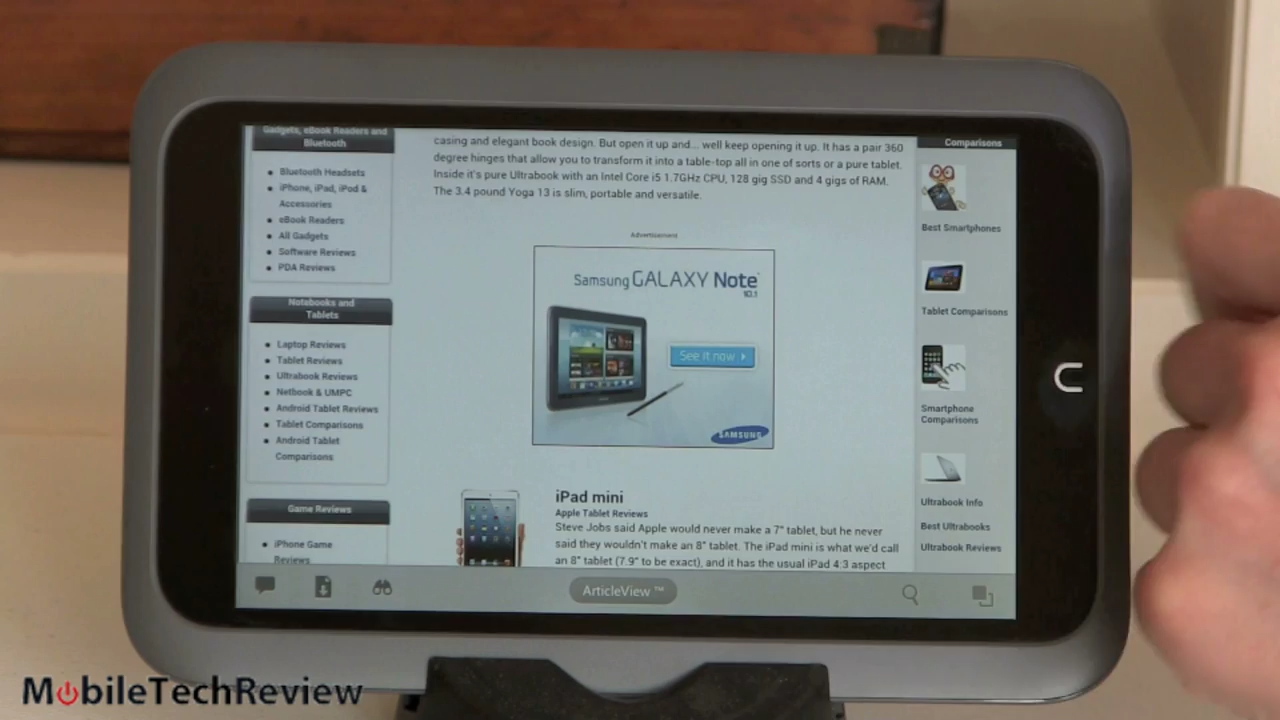 Gadgets, eBook Readers and
Bluetooth
Bluetooth Headsets
iPhone, iPad, iPod &
Accessories
eBook Readers
All Gadgets
Software Reviews
PDA Reviews
Notebooks and
Tablets
Laptop Reviews
Tablet Reviews
Ultrabook Reviews
Netbook & UMPC
Android Tablet Reviews
Tablet Comparisons
Android Tablet
Comparisons
Game Reviews
iPhone Game
Reviews
casing and elegant book design. But open it up and... well keep opening it up. It has a pair 360
degree hinges that allow you to transform it into a table-top all in one of sorts or a pure tablet.
Inside it's pure Ultrabook with an Intel Core i5 1.7GHz CPU, 128 gig SSD and 4 gigs of RAM.
The 3.4 pound Yoga 13 is slim, portable and versatile.
Advertisement
Samsung GALAXY Note
10.1
See it now
SAMSUNG
iPad mini
Apple Tablet Reviews
Steve Jobs said Apple would never make a 7" tablet, but he never
said they wouldn't make an 8" tablet. The iPad mini is what we'd call
an 8" tablet (7.9" to be exact), and it has the usual iPad 4:3 aspect
Comparisons
Best Smartphones
Tablet Comparisons
Smartphone
Comparisons
Ultrabook Info
Best Ultrabooks
Ultrabook Reviews
ArticleView ™
MobileTechReview